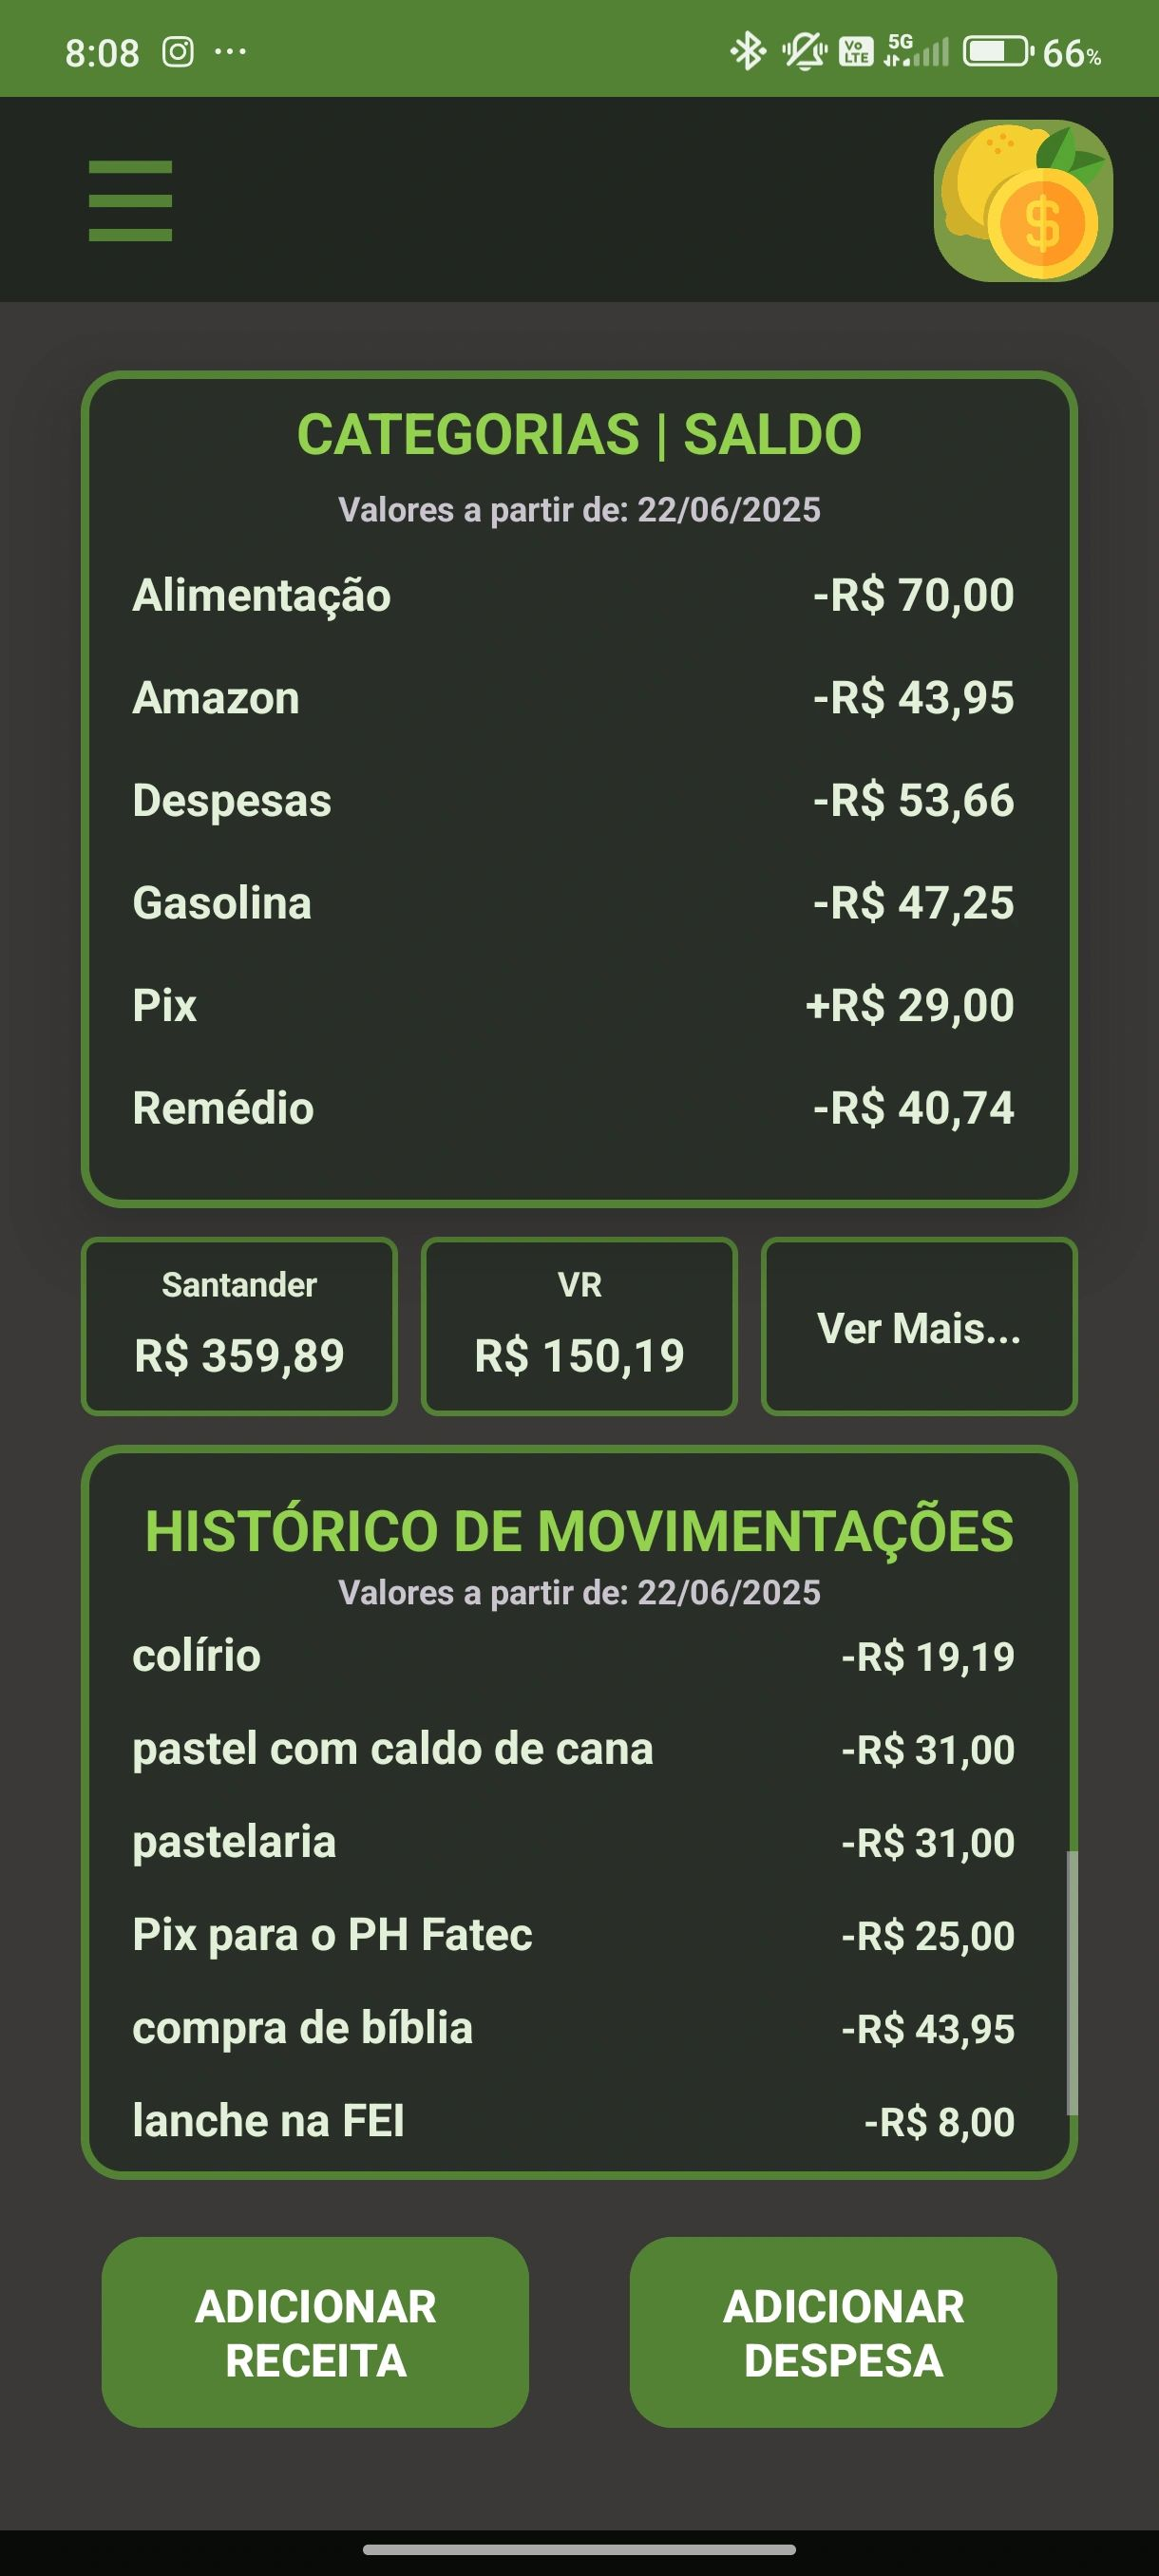 8:08 ... Vo LTE 5G 66%
$
CATEGORIAS | SALDO
Valores a partir de: 22/06/2025
Alimentação -R$ 70,00
Amazon -R$ 43,95
Despesas -R$ 53,66
Gasolina -R$ 47,25
Pix +R$ 29,00
Remédio -R$ 40,74
Santander
R$ 359,89
VR
R$ 150,19
Ver Mais...
HISTÓRICO DE MOVIMENTAÇÕES
Valores a partir de: 22/06/2025
colírio -R$ 19,19
pastel com caldo de cana -R$ 31,00
pastelaria -R$ 31,00
Pix para o PH Fatec -R$ 25,00
compra de bíblia -R$ 43,95
lanche na FEI -R$ 8,00
ADICIONAR
RECEITA
ADICIONAR
DESPESA